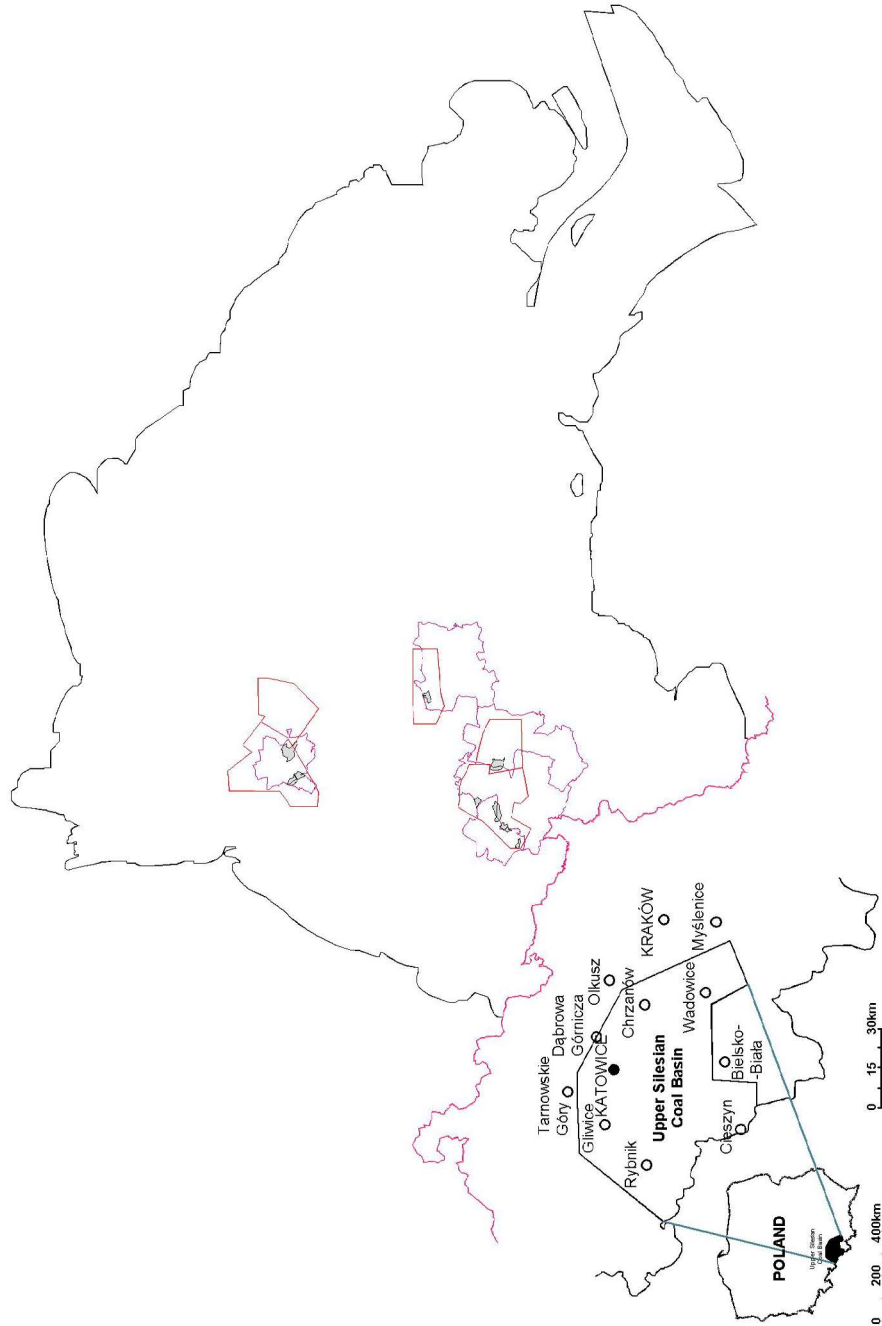 Tarnowskie
Góry
Dąbrowa
Górnicza
Olkusz
Gliwice
KATOWICE
Chrzanów
KRAKÓW
Rybnik
Upper Silesian
Coal Basin
Wadowice
Myślenice
Bielsko-
-Biała
Cieszyn
POLAND
Upper Silesian
Coal Basin
0 200 400km
0 15 30km